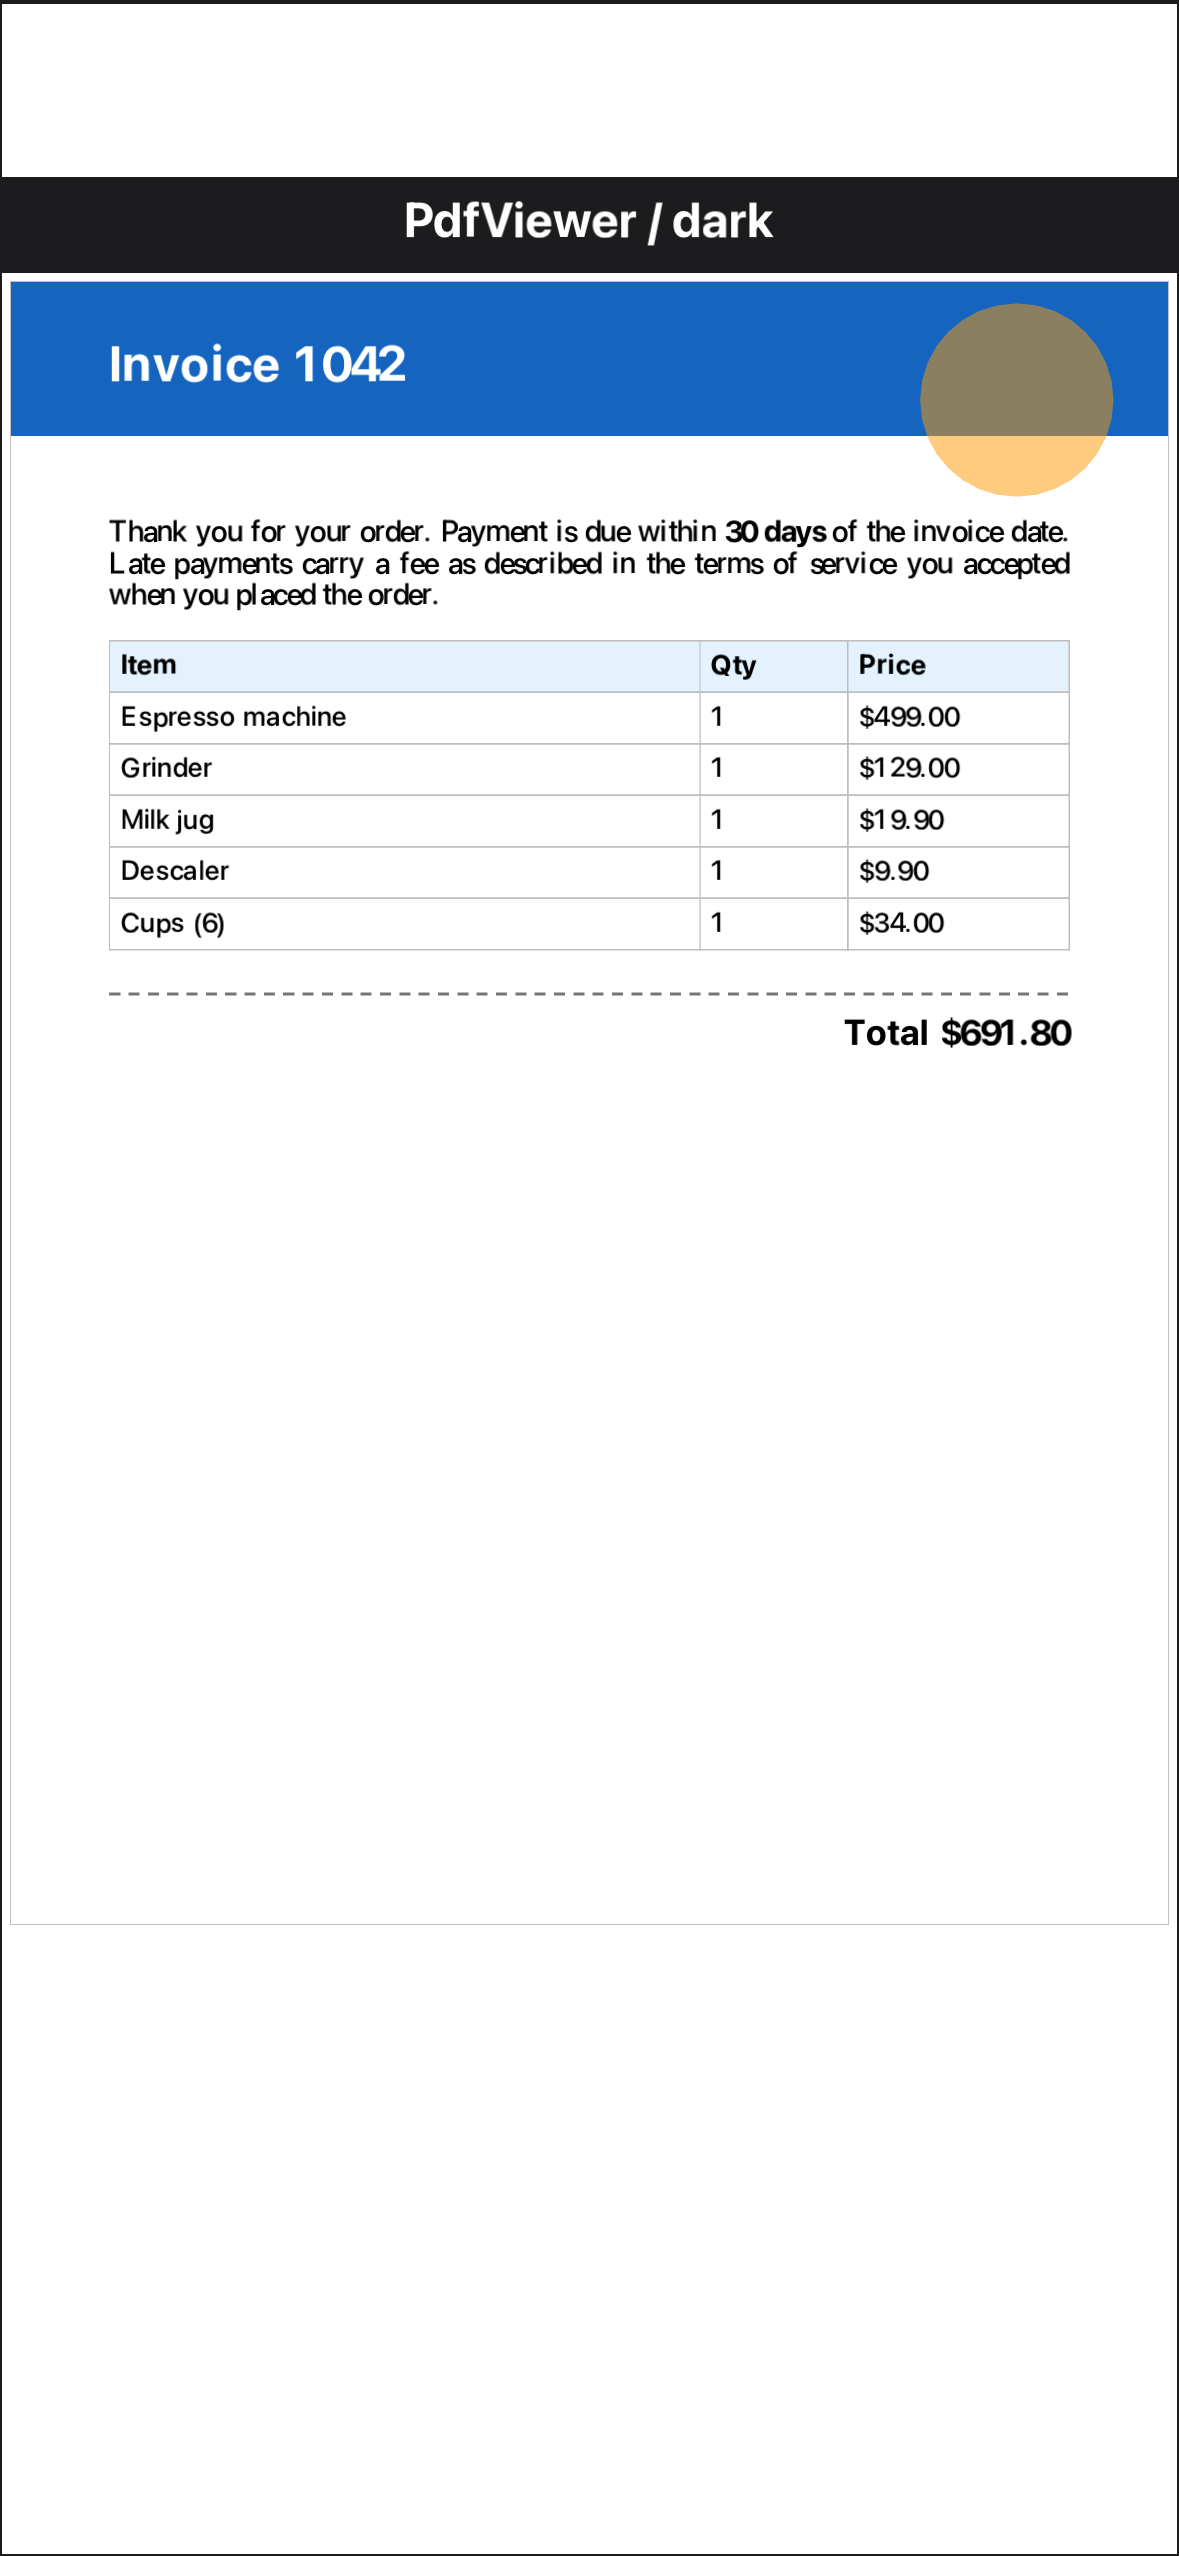 PdfViewer / dark
Invoice 1042
Thank you for your order. Payment is due within 30 days of the invoice date.
Late payments carry a fee as described in the terms of service you accepted
when you placed the order.
Item Qty Price
Espresso machine 1 $499.00
Grinder 1 $129.00
Milk jug 1 $19.90
Descaler 1 $9.90
Cups (6) 1 $34.00
Total $691.80